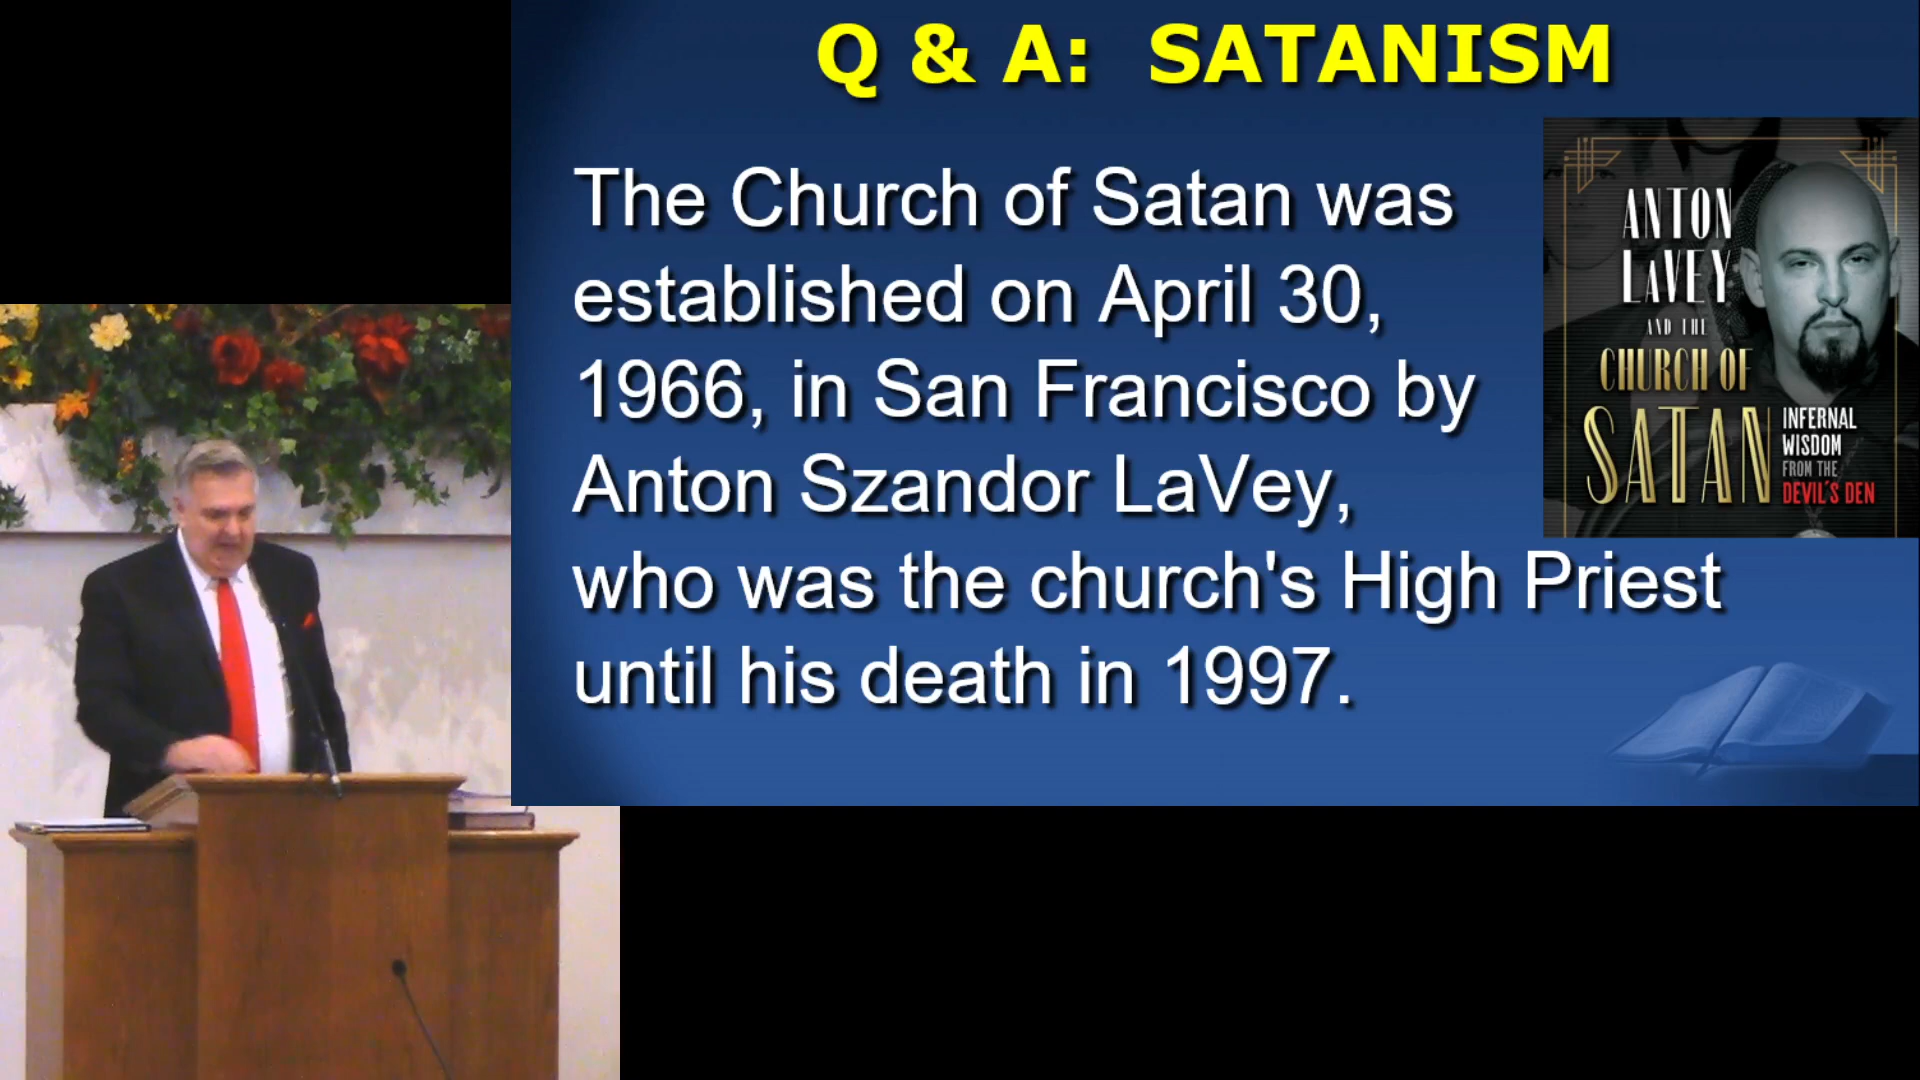 Q & A: SATANISM
The Church of Satan was
established on April 30,
1966, in San Francisco by
Anton Szandor LaVey,
who was the church's High Priest
until his death in 1997.
ANTON
LAVEY
AND THE
CHURCH OF
SATAN
INFERNAL
WISDOM
FROM THE
DEVIL'S DEN